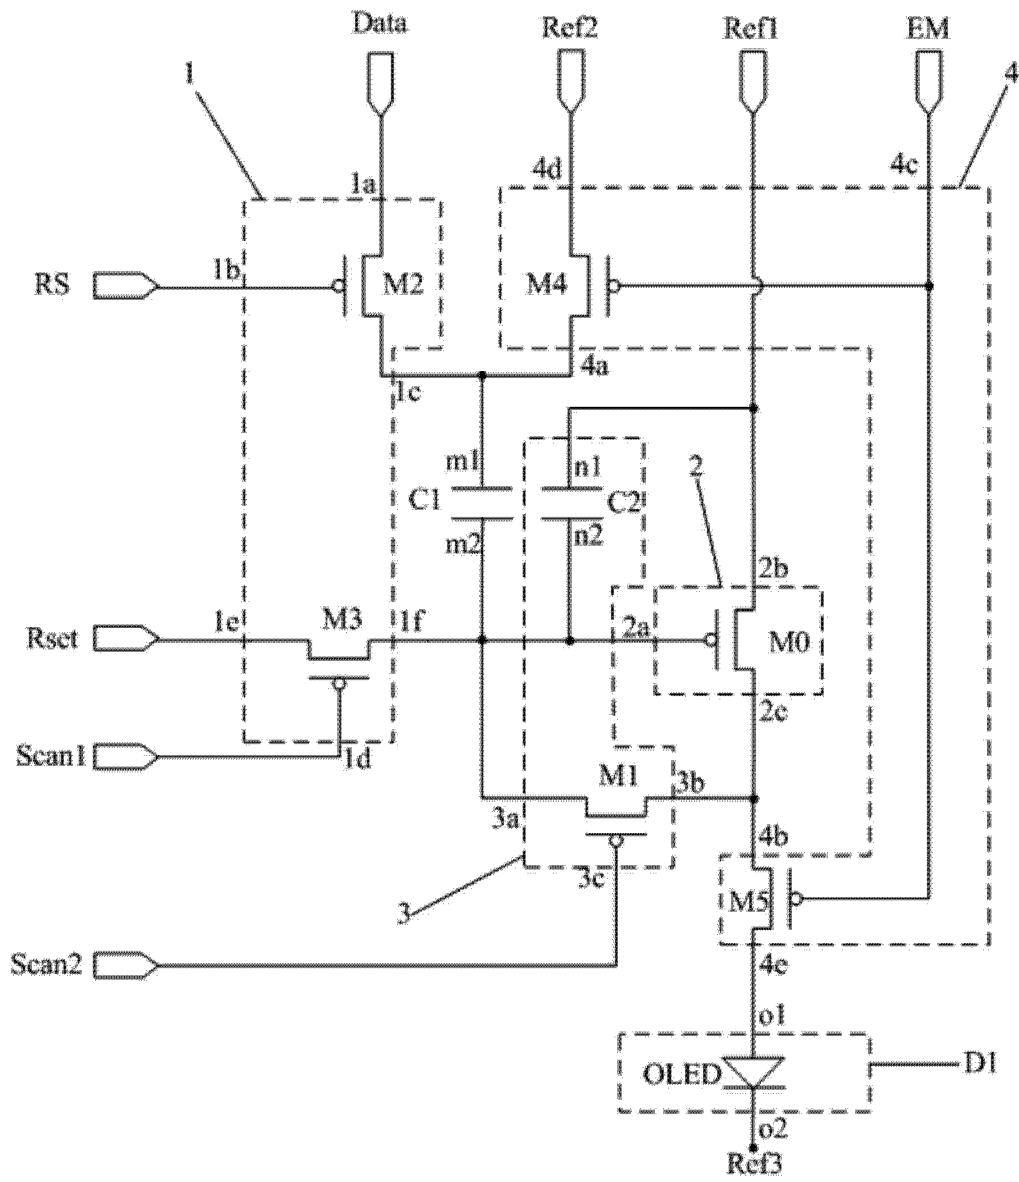 Data Ref2 Ref1 EM
1 4
1a 4d 4c
RS 1b M2 M4
1c 4a
m1 n1 2
C1 C2
m2 n2
2b
Rset 1e M3 1f 2a M0
2c
Scan1 1d M1 3b
3a 4b
3c M5
3
Scan2 4e
o1
OLED D1
o2
Ref3